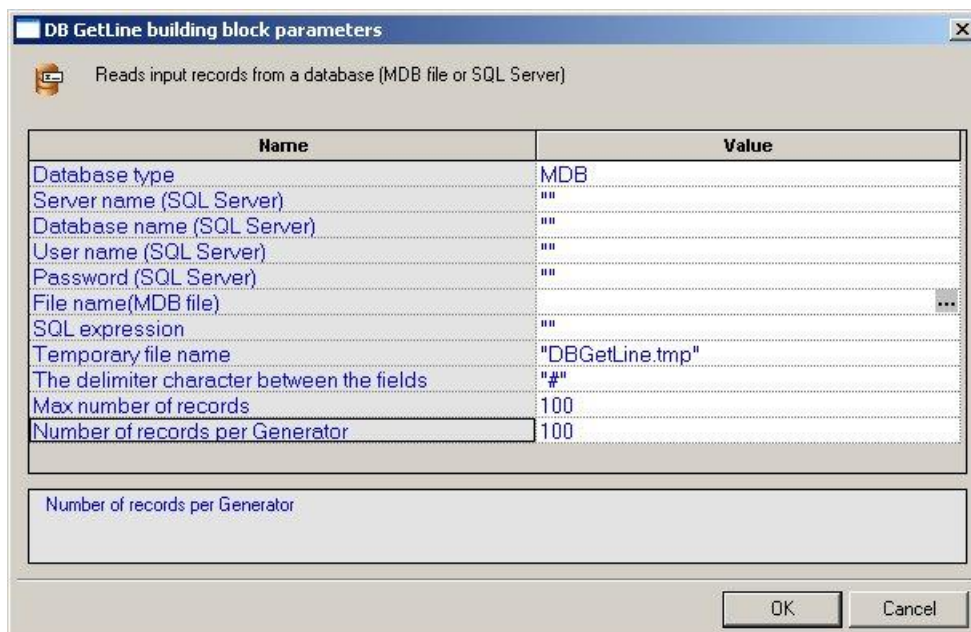 DB GetLine building block parameters
Reads input records from a database (MDB file or SQL Server)
Name Value
Database type MDB
Server name (SQL Server) ""
Database name (SQL Server) ""
User name (SQL Server) ""
Password (SQL Server) ""
File name(MDB file) ...
SQL expression ""
Temporary file name "DBGetLine.tmp"
The delimiter character between the fields "#"
Max number of records 100
Number of records per Generator 100
Number of records per Generator
OK Cancel